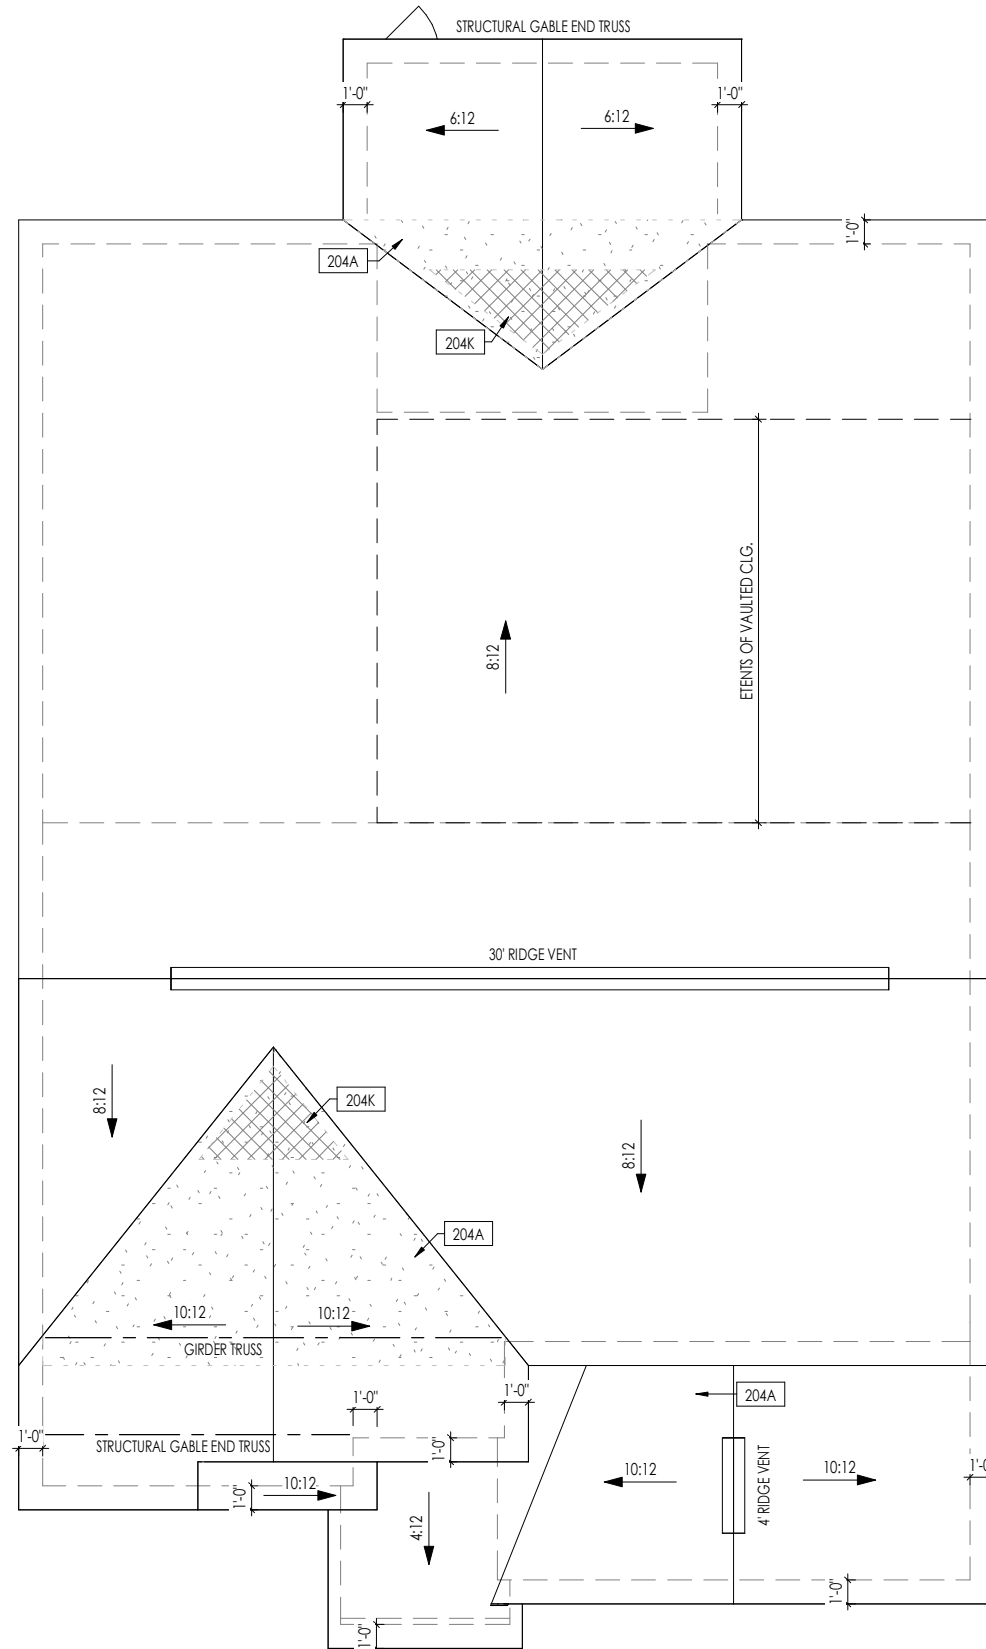 STRUCTURAL GABLE END TRUSS
1'-0"
1'-0"
6:12
6:12
1'-0"
204A
204K
8:12
ETENTS OF VAULTED CLG.
30' RIDGE VENT
8:12
204K
8:12
204A
10:12
10:12
GIRDER TRUSS
1'-0"
1'-0"
204A
1'-0"
STRUCTURAL GABLE END TRUSS
1'-0"
10:12
1'-0"
4:12
10:12
4' RIDGE VENT
10:12
1'-0
1'-0"
1'-0"